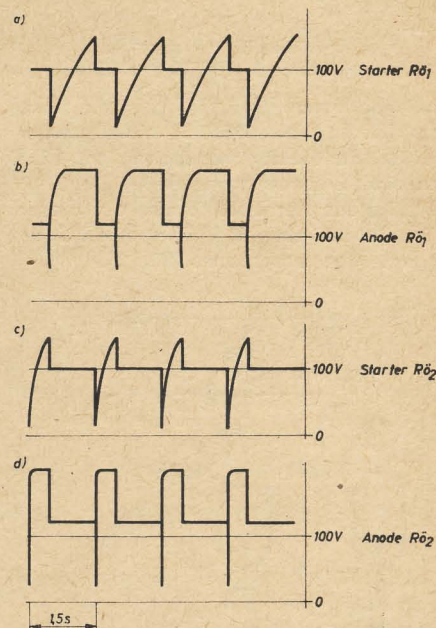 a)
100V Starter Rö1
0
b)
100V Anode Rö1
0
c)
100V Starter Rö2
0
d)
100V Anode Rö2
0
1,5s